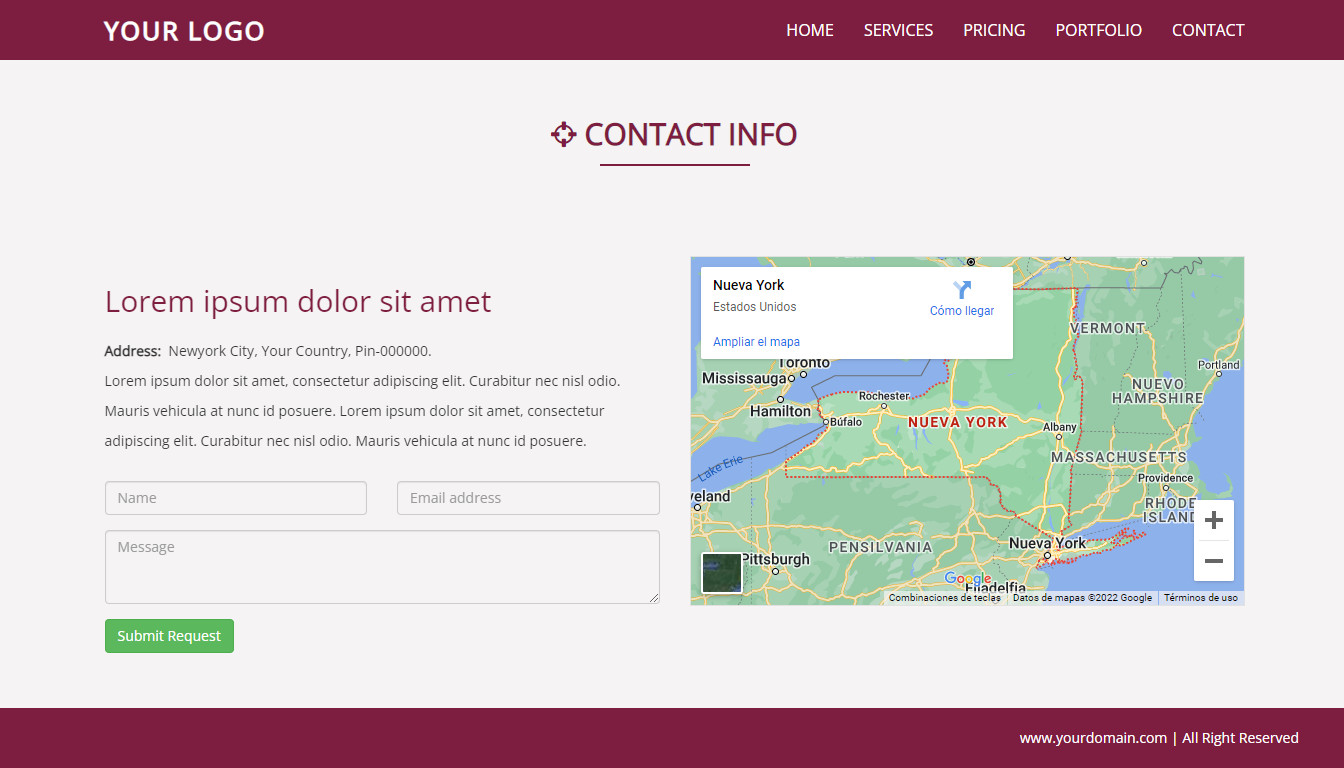 YOUR LOGO
HOME SERVICES PRICING PORTFOLIO CONTACT
CONTACT INFO
Lorem ipsum dolor sit amet
Address: Newyork City, Your Country, Pin-000000.
Lorem ipsum dolor sit amet, consectetur adipiscing elit. Curabitur nec nisl odio.
Mauris vehicula at nunc id posuere. Lorem ipsum dolor sit amet, consectetur
adipiscing elit. Curabitur nec nisl odio. Mauris vehicula at nunc id posuere.
Name
Email address
Message
Submit Request
Nueva York
Estados Unidos
Cómo llegar
Ampliar el mapa
VERMONT
Toronto
Mississauga
Portland
NUEVO
HAMPSHIRE
Rochester
Hamilton
Búfalo
NUEVA YORK
Albany
MASSACHUSETTS
Lake Erie
Providence
veland
RHODE
ISLAND
Nueva York
PENSILVANIA
Pittsburgh
Google
Filadelfia
Combinaciones de teclas
Datos de mapas ©2022 Google
Términos de uso
www.yourdomain.com | All Right Reserved